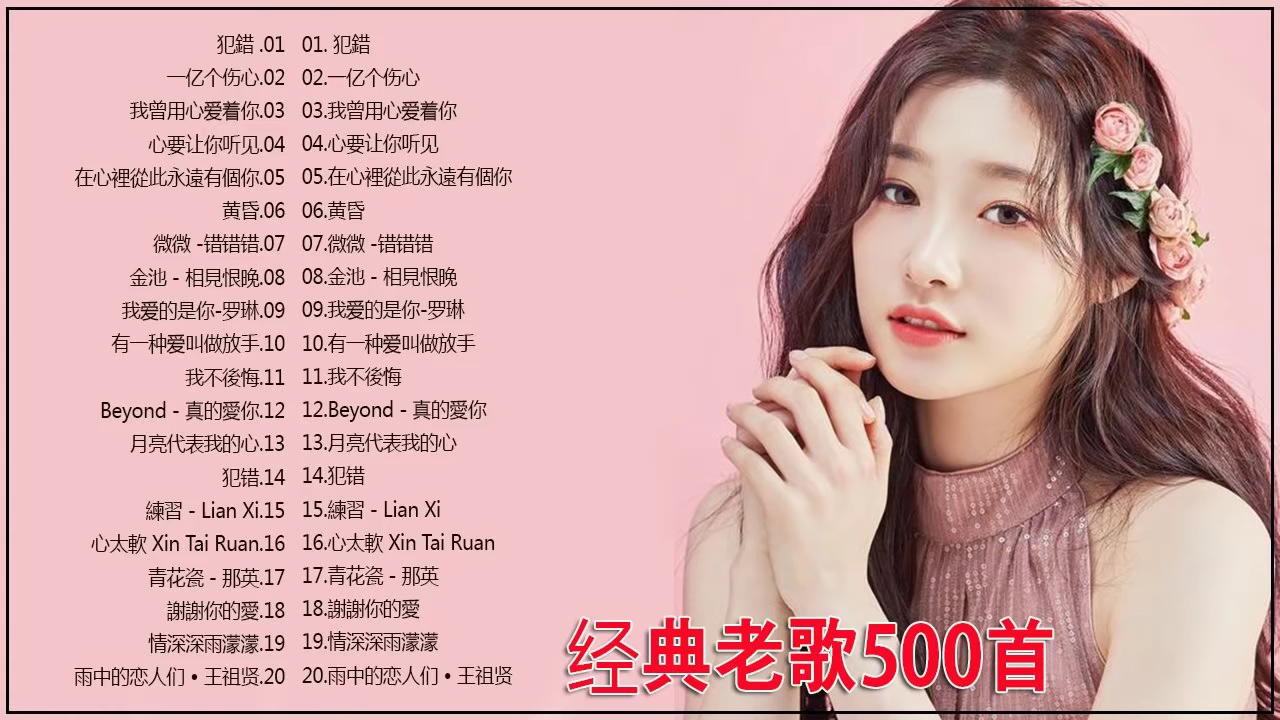 犯錯 .01 01. 犯錯
一亿个伤心.02 02.一亿个伤心
我曾用心爱着你.03 03.我曾用心爱着你
心要让你听见.04 04.心要让你听见
在心裡從此永遠有個你.05 05.在心裡從此永遠有個你
黄昏.06 06.黄昏
微微 -错错错.07 07.微微 -错错错
金池 - 相見恨晚.08 08.金池 - 相見恨晚
我爱的是你-罗琳.09 09.我爱的是你-罗琳
有一种爱叫做放手.10 10.有一种爱叫做放手
我不後悔.11 11.我不後悔
Beyond - 真的愛你.12 12.Beyond - 真的愛你
月亮代表我的心.13 13.月亮代表我的心
犯错.14 14.犯错
練習 - Lian Xi.15 15.練習 - Lian Xi
心太軟 Xin Tai Ruan.16 16.心太軟 Xin Tai Ruan
青花瓷 - 那英.17 17.青花瓷 - 那英
謝謝你的愛.18 18.謝謝你的愛
情深深雨濛濛.19 19.情深深雨濛濛
雨中的恋人们 • 王祖贤.20 20.雨中的恋人们 • 王祖贤
经典老歌500首